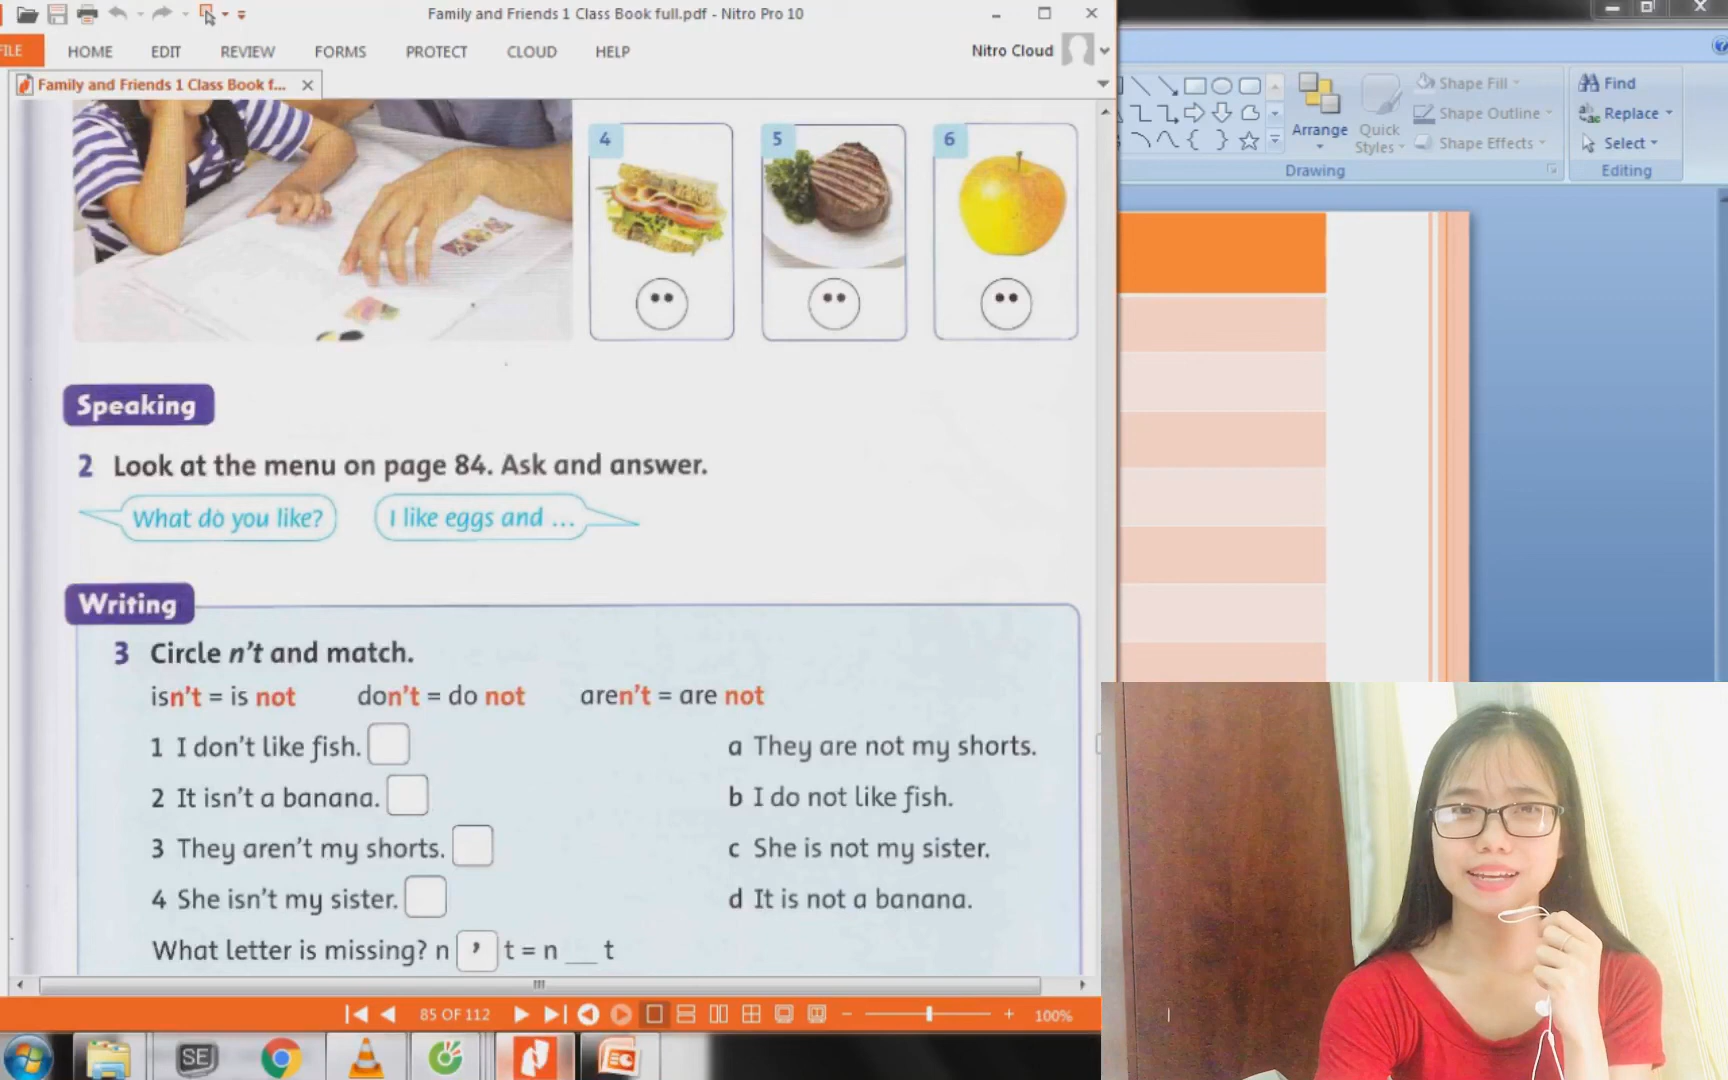 Family and Friends 1 Class Book full.pdf - Nitro Pro 10
FILE HOME EDIT REVIEW FORMS PROTECT CLOUD HELP
Nitro Cloud
Family and Friends 1 Class Book f...
Shape Fill
Shape Outline
Shape Effects
Arrange
Quick Styles
Drawing
Find
Replace
Select
Editing
4
5
6
Speaking
2 Look at the menu on page 84. Ask and answer.
What do you like?
I like eggs and ...
Writing
3 Circle n't and match.
isn't = is not don't = do not aren't = are not
1 I don't like fish.
a They are not my shorts.
2 It isn't a banana.
b I do not like fish.
3 They aren't my shorts.
c She is not my sister.
4 She isn't my sister.
d It is not a banana.
What letter is missing? n ' t = n __ t
85 OF 112
100%
SE